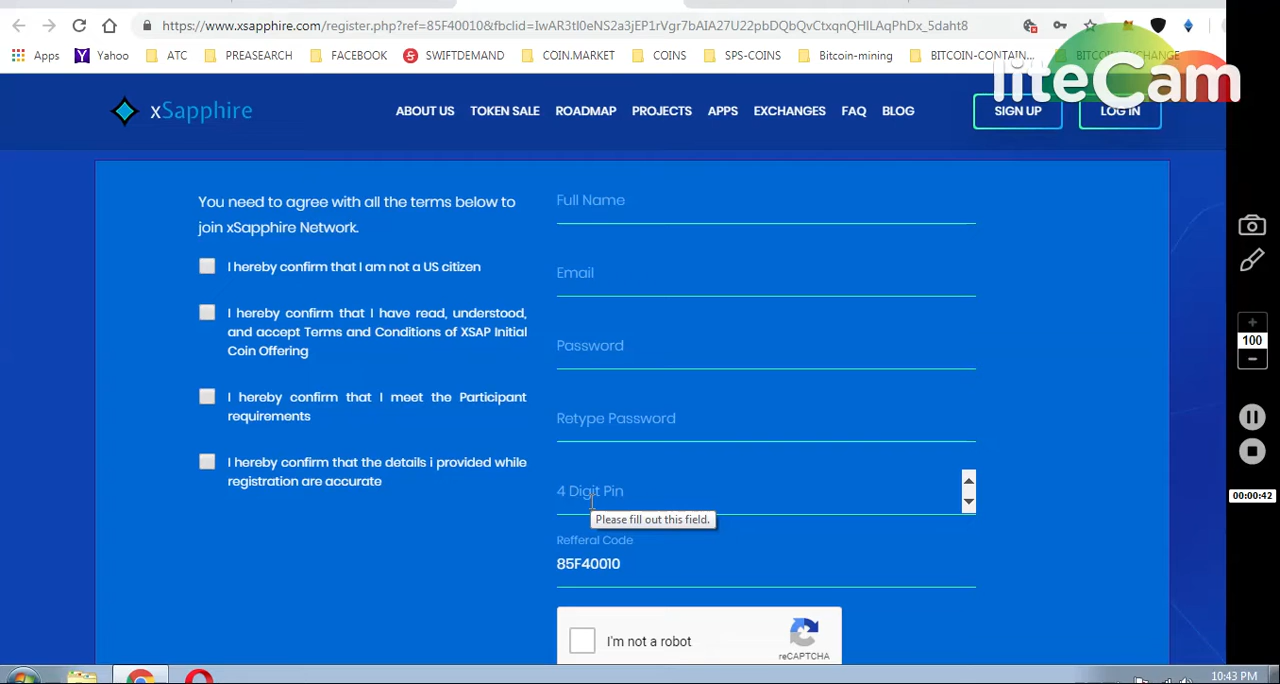 https://www.xsapphire.com/register.php?ref=85F40010&fbclid=IwAR3tl0eNS2a3jEP1rVgr7bAIA27U22pbDQbQvCtxqnQHILAqPhDx_5daht8
Apps Yahoo ATC PREASEARCH FACEBOOK SWIFTDEMAND COIN.MARKET COINS SPS-COINS Bitcoin-mining BITCOIN-CONTAIN... BITCOIN-EXCHANGE
liteCam
xSapphire ABOUT US TOKEN SALE ROADMAP PROJECTS APPS EXCHANGES FAQ BLOG SIGN UP LOG IN
You need to agree with all the terms below to
join xSapphire Network.
I hereby confirm that I am not a US citizen
I hereby confirm that I have read, understood,
and accept Terms and Conditions of XSAP Initial
Coin Offering
I hereby confirm that I meet the Participant
requirements
I hereby confirm that the details i provided while
registration are accurate
Full Name
Email
Password
Retype Password
4 Digit Pin
Please fill out this field.
Refferal Code
85F40010
I'm not a robot
reCAPTCHA
100
00:00:42
10:43 PM